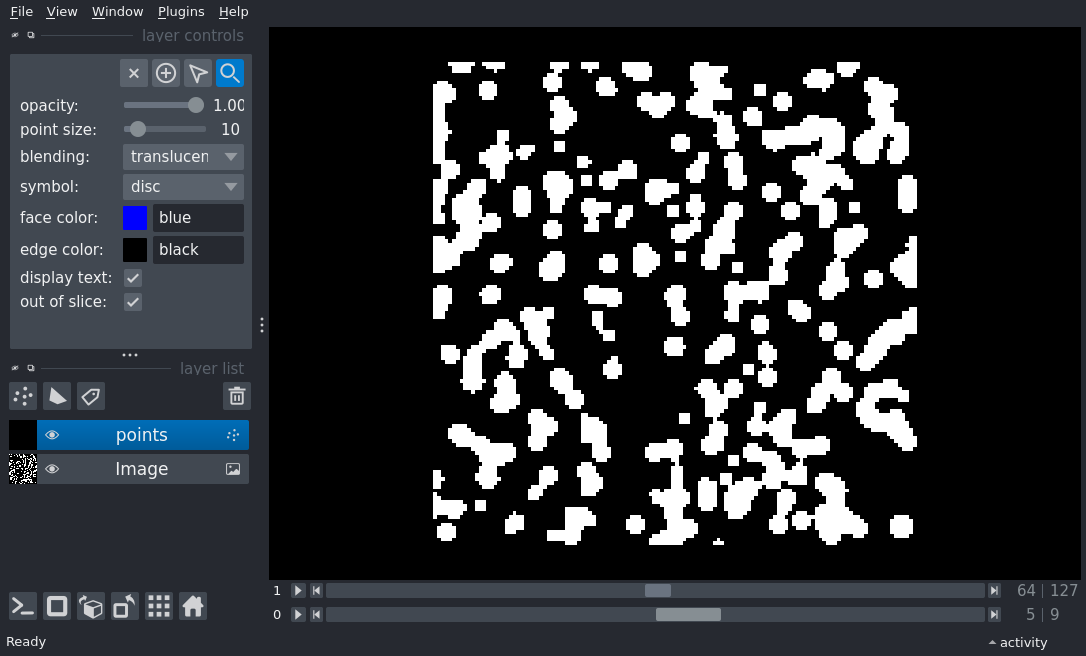 File View Window Plugins Help
layer controls
opacity: 1.00
point size: 10
blending: translucen
symbol: disc
face color: blue
edge color: black
display text:
out of slice:
layer list
points
Image
1 64 | 127
0 5 | 9
Ready
activity